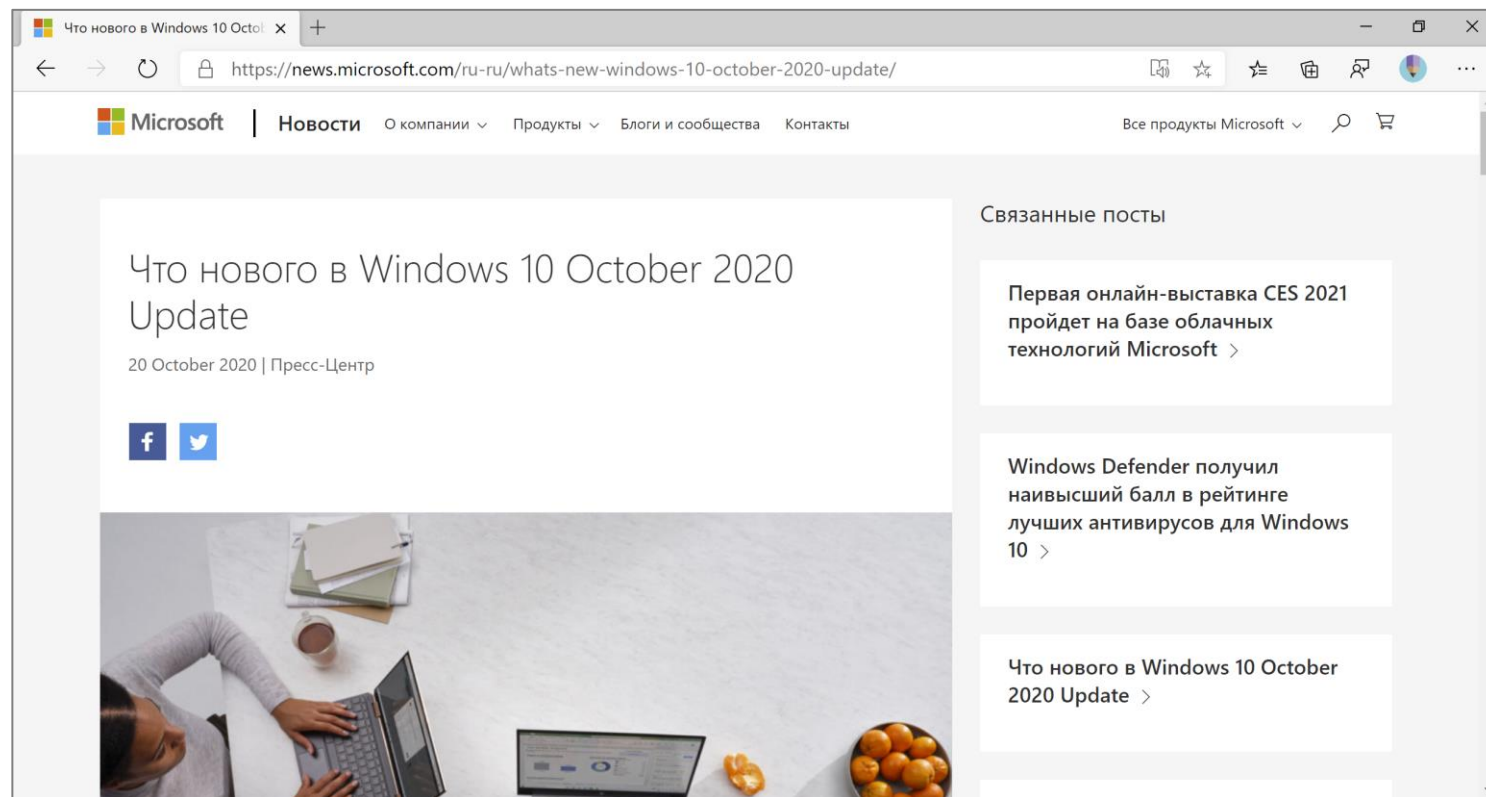 Что нового в Windows 10 Octob
https://news.microsoft.com/ru-ru/whats-new-windows-10-october-2020-update/
Microsoft | Новости О компании Продукты Блоги и сообщества Контакты Все продукты Microsoft
Что нового в Windows 10 October 2020
Update
20 October 2020 | Пресс-Центр
f
Связанные посты
Первая онлайн-выставка CES 2021
пройдет на базе облачных
технологий Microsoft >
Windows Defender получил
наивысший балл в рейтинге
лучших антивирусов для Windows
10 >
Что нового в Windows 10 October
2020 Update >